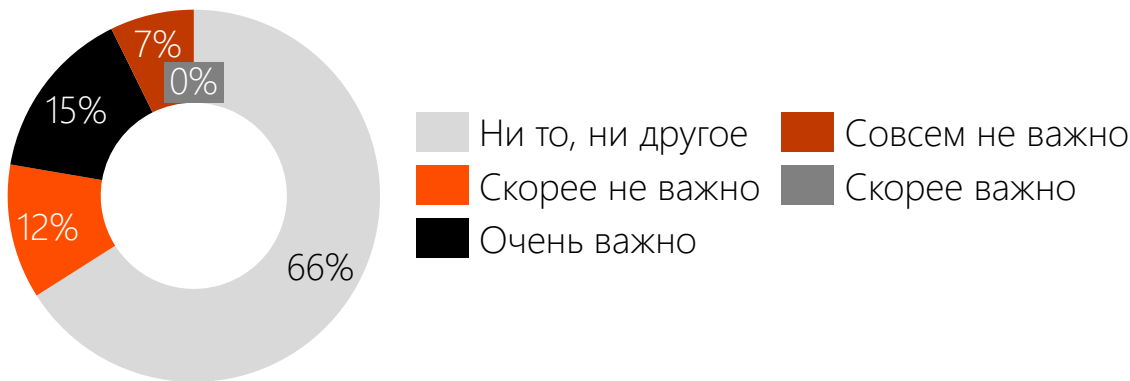 7%
0%
15%
12%
66%
Ни то, ни другое
Совсем не важно
Скорее не важно
Скорее важно
Очень важно